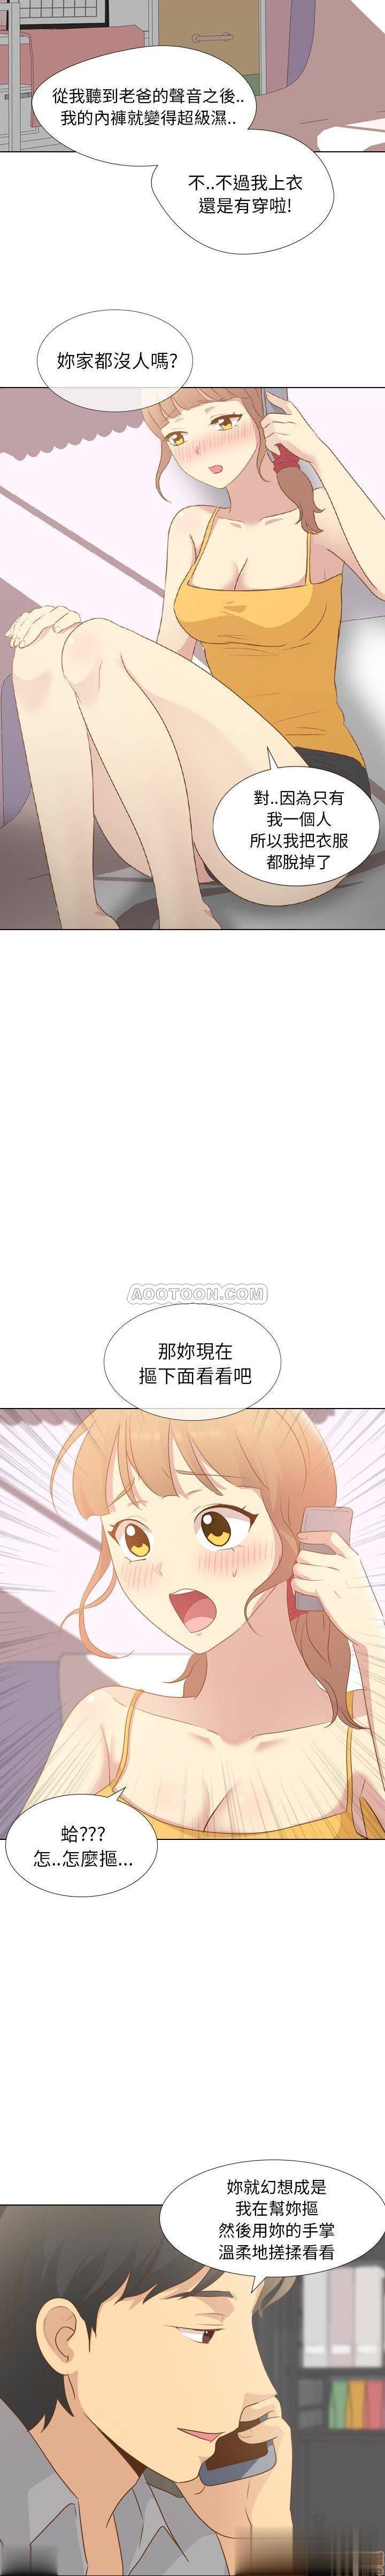 從我聽到老爸的聲音之後..
我的內褲就變得超級濕..
不..不過我上衣
還是有穿啦!
妳家都沒人嗎?
對..因為只有
我一個人
所以我把衣服
都脫掉了
AOOTOON.COM
那妳現在
摳下面看看吧
蛤???
怎..怎麼摳...
妳就幻想成是
我在幫妳摳
然後用妳的手掌
溫柔地搓揉看看